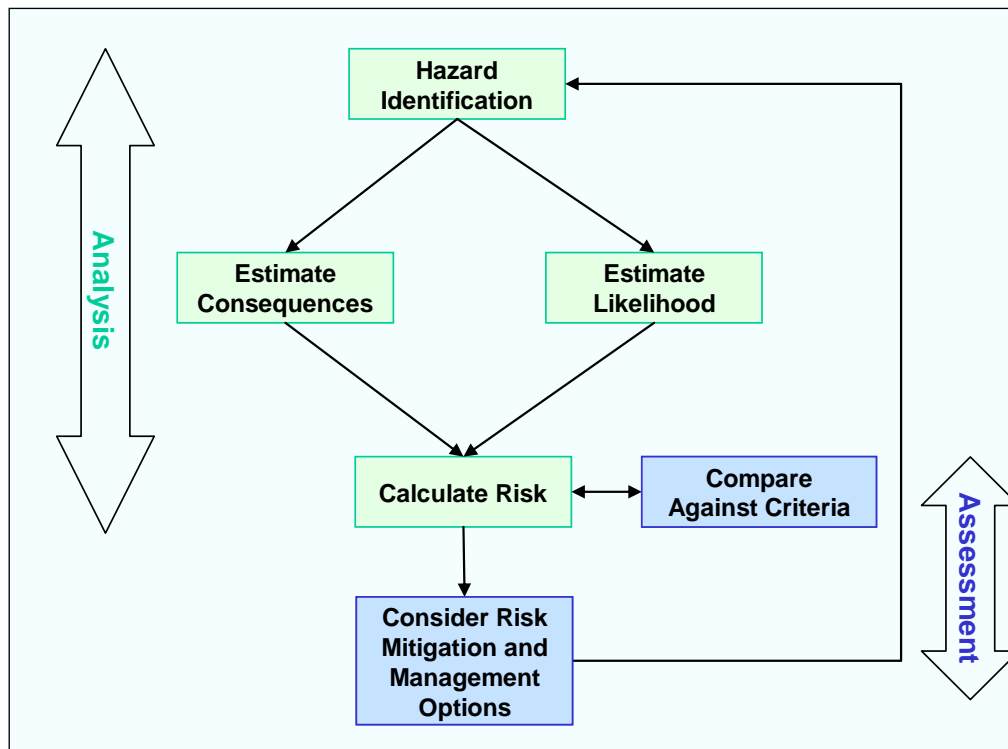 Hazard
Identification
Analysis
Estimate
Consequences
Estimate
Likelihood
Calculate Risk
Compare
Against Criteria
Assessment
Consider Risk
Mitigation and
Management
Options